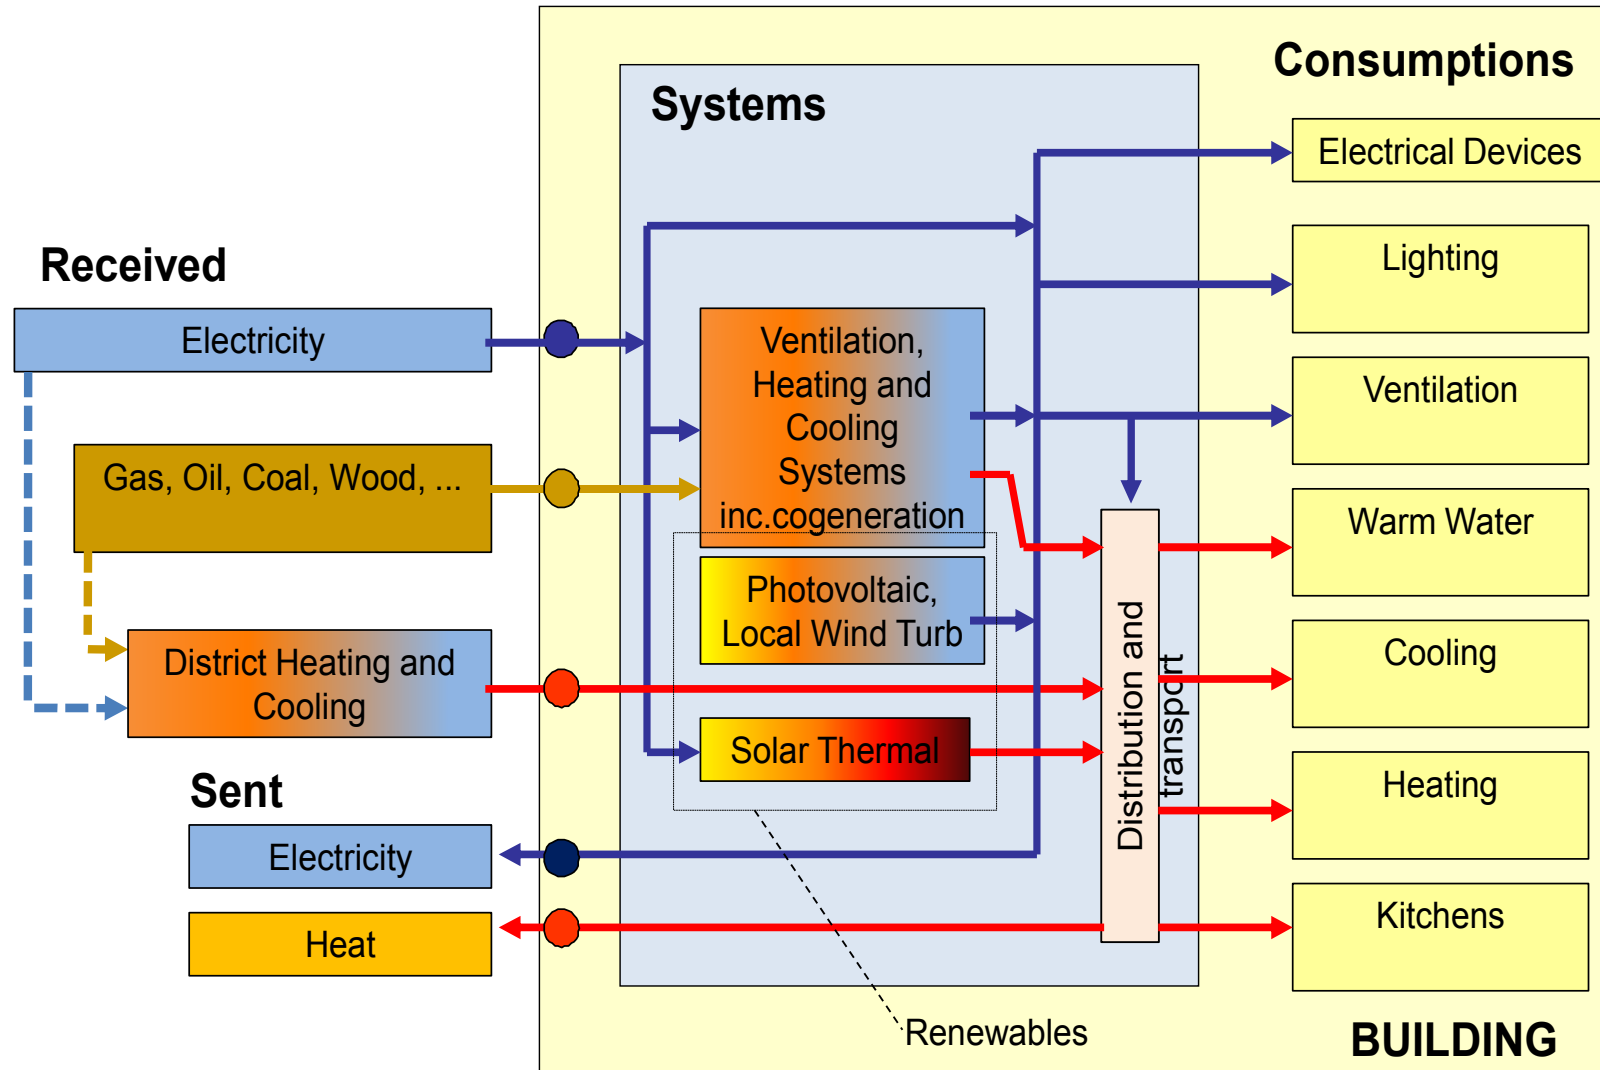 Consumptions
Systems
Electrical Devices
Received
Lighting
Electricity
Ventilation,
Heating and
Cooling
Systems
inc.cogeneration
Ventilation
Gas, Oil, Coal, Wood, ...
Warm Water
Photovoltaic,
Local Wind Turb
District Heating and
Cooling
Distribution and
transport
Cooling
Solar Thermal
Heating
Sent
Electricity
Heat
Kitchens
Renewables
BUILDING